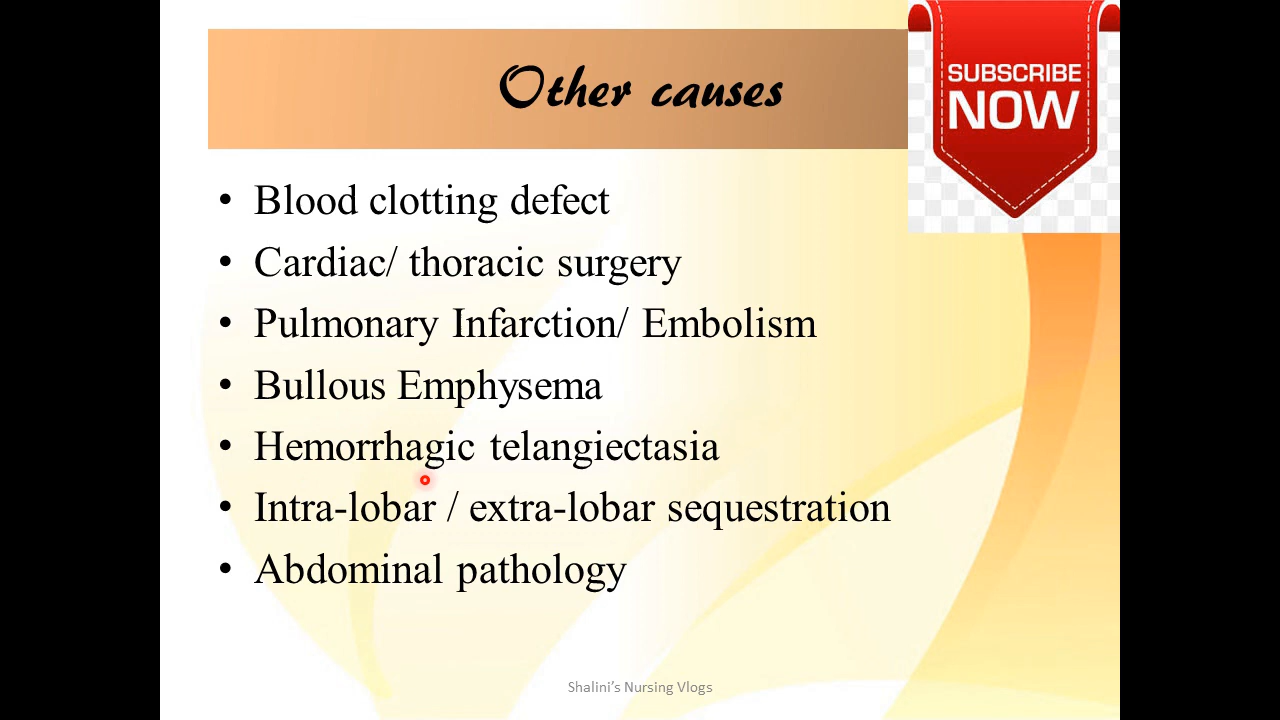 Other causes
SUBSCRIBE
NOW
• Blood clotting defect
• Cardiac/ thoracic surgery
• Pulmonary Infarction/ Embolism
• Bullous Emphysema
• Hemorrhagic telangiectasia
• Intra-lobar / extra-lobar sequestration
• Abdominal pathology
Shalini’s Nursing Vlogs